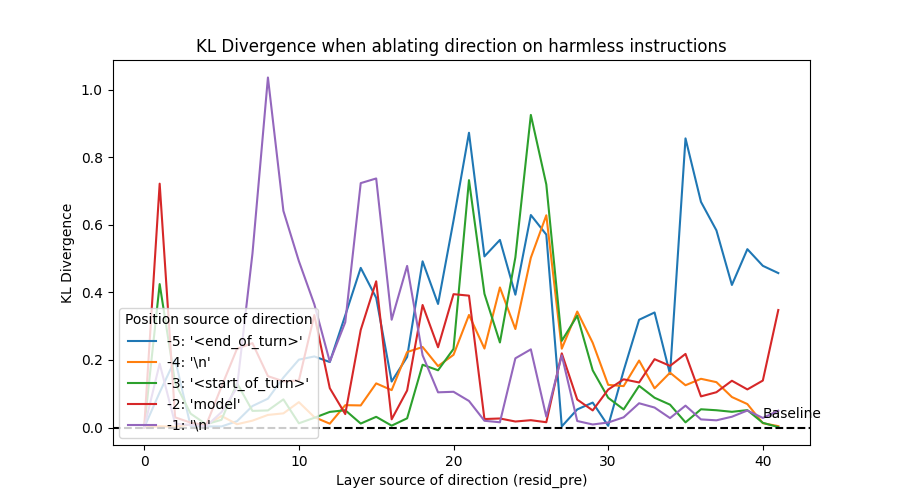 KL Divergence when ablating direction on harmless instructions
KL Divergence
1.0
0.8
0.6
0.4
0.2
0.0
Position source of direction
-5: '<end_of_turn>'
-4: '\n'
-3: '<start_of_turn>'
-2: 'model'
-1: '\n'
Baseline
0 10 20 30 40
Layer source of direction (resid_pre)